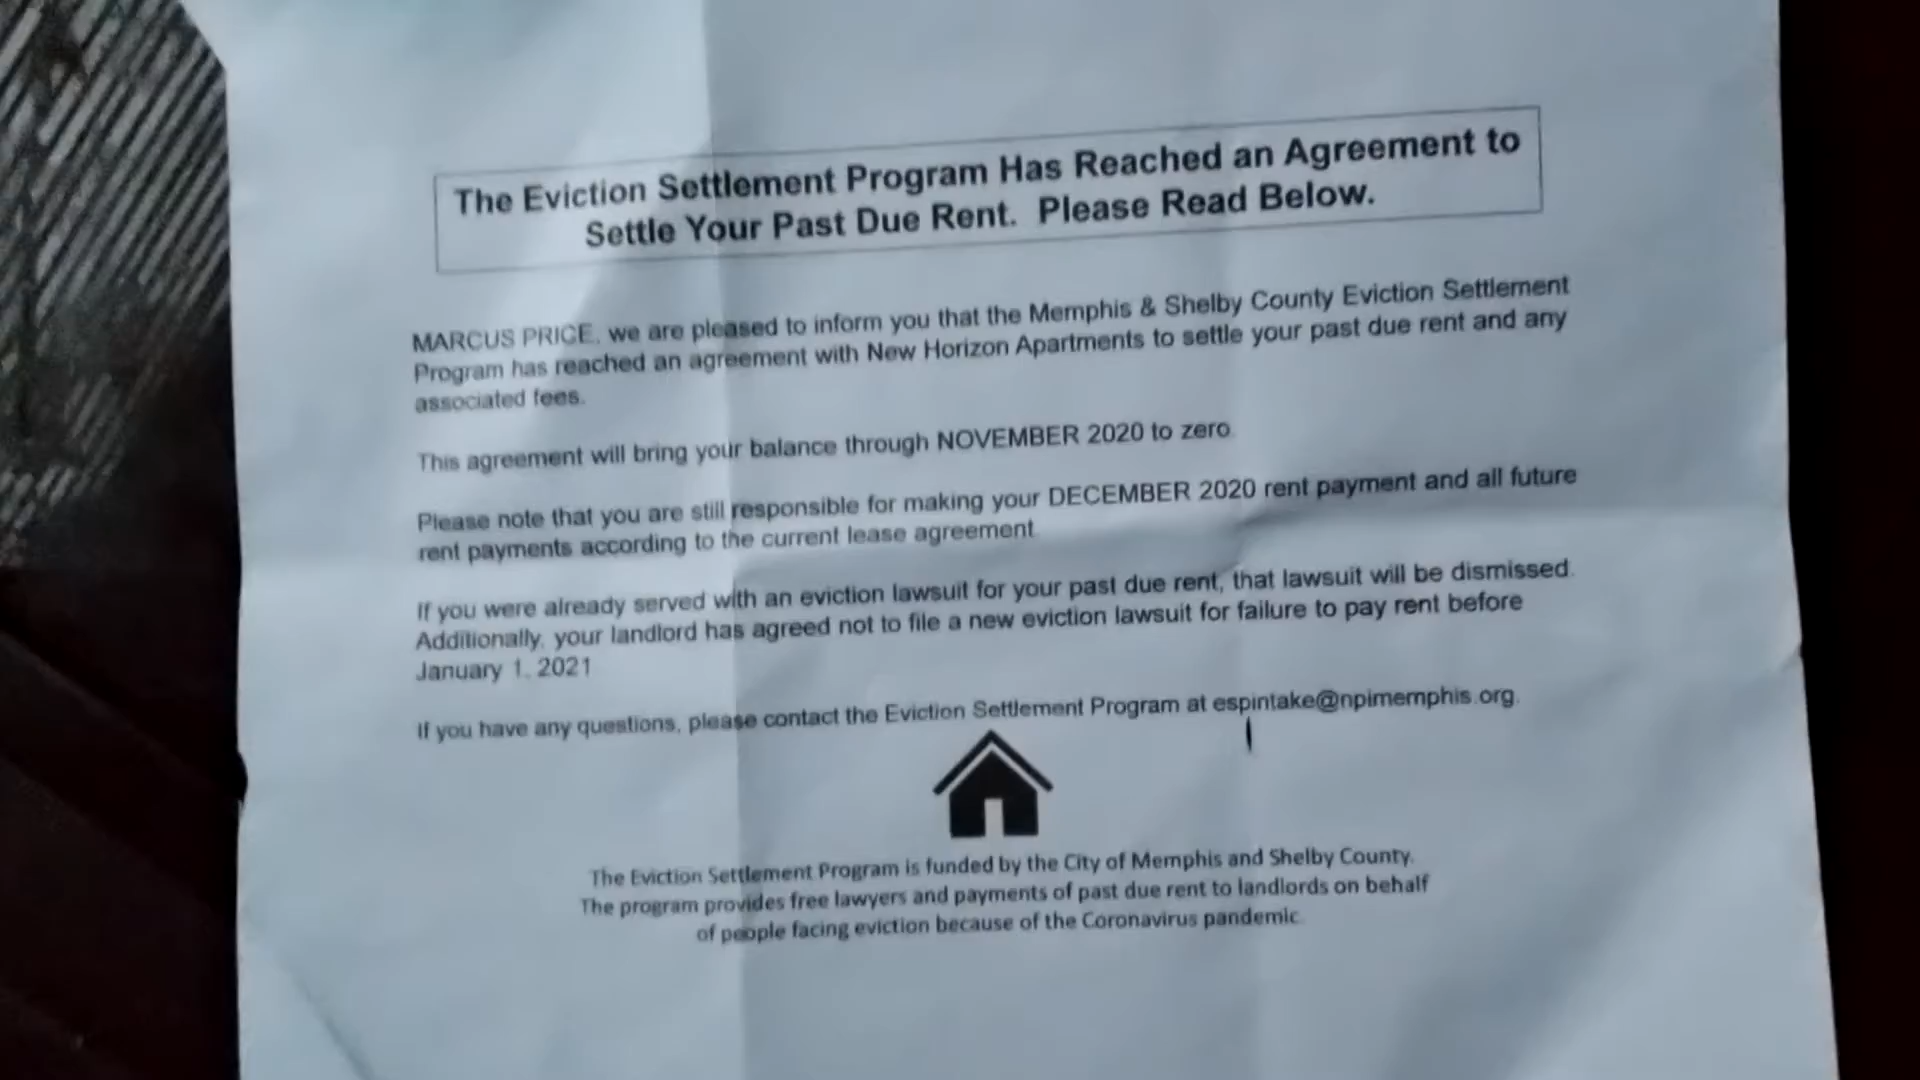 The Eviction Settlement Program Has Reached an Agreement to
Settle Your Past Due Rent. Please Read Below.
MARCUS PRICE, we are pleased to inform you that the Memphis & Shelby County Eviction Settlement
Program has reached an agreement with New Horizon Apartments to settle your past due rent and any
associated fees.
This agreement will bring your balance through NOVEMBER 2020 to zero.
Please note that you are still responsible for making your DECEMBER 2020 rent payment and all future
rent payments according to the current lease agreement.
If you were already served with an eviction lawsuit for your past due rent, that lawsuit will be dismissed.
Additionally, your landlord has agreed not to file a new eviction lawsuit for failure to pay rent before
January 1, 2021
If you have any questions, please contact the Eviction Settlement Program at espintake@npimemphis.org.
The Eviction Settlement Program is funded by the City of Memphis and Shelby County.
The program provides free lawyers and payments of past due rent to landlords on behalf
of people facing eviction because of the Coronavirus pandemic.